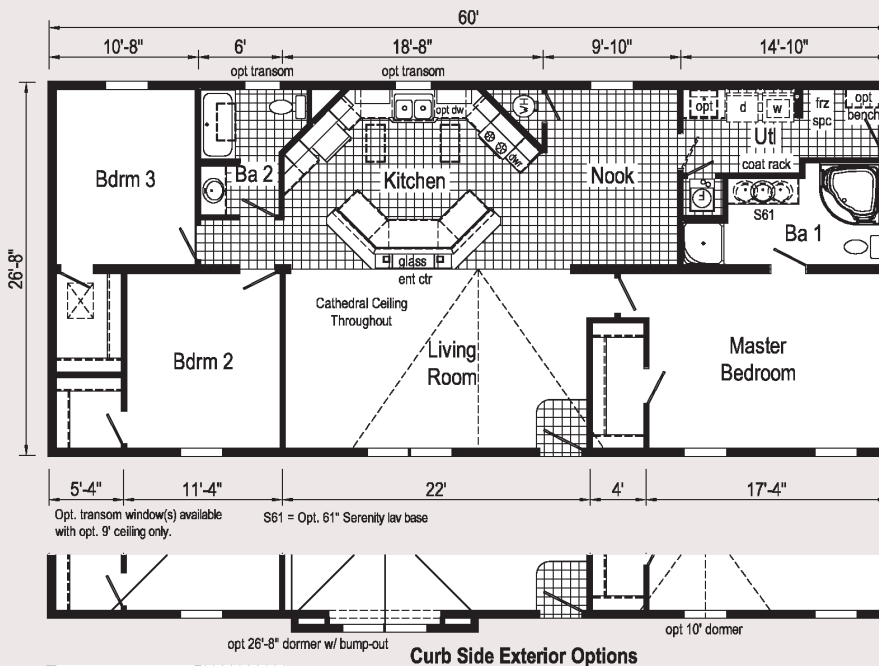 60'
10'-8" 6' 18'-8" 9'-10" 14'-10"
opt transom opt transom
26'-8"
Bdrm 3
Ba 2
Kitchen
opt dw
WH
dwr
Nook
opt d w frz spc opt bench
Utl
coat rack
F
S61
Ba 1
glass
ent ctr
Cathedral Ceiling
Throughout
Bdrm 2
Living
Room
Master
Bedroom
5'-4" 11'-4" 22' 4' 17'-4"
Opt. transom window(s) available
with opt. 9' ceiling only.
S61 = Opt. 61" Serenity lav base
opt 26'-8" dormer w/ bump-out
opt 10' dormer
Curb Side Exterior Options